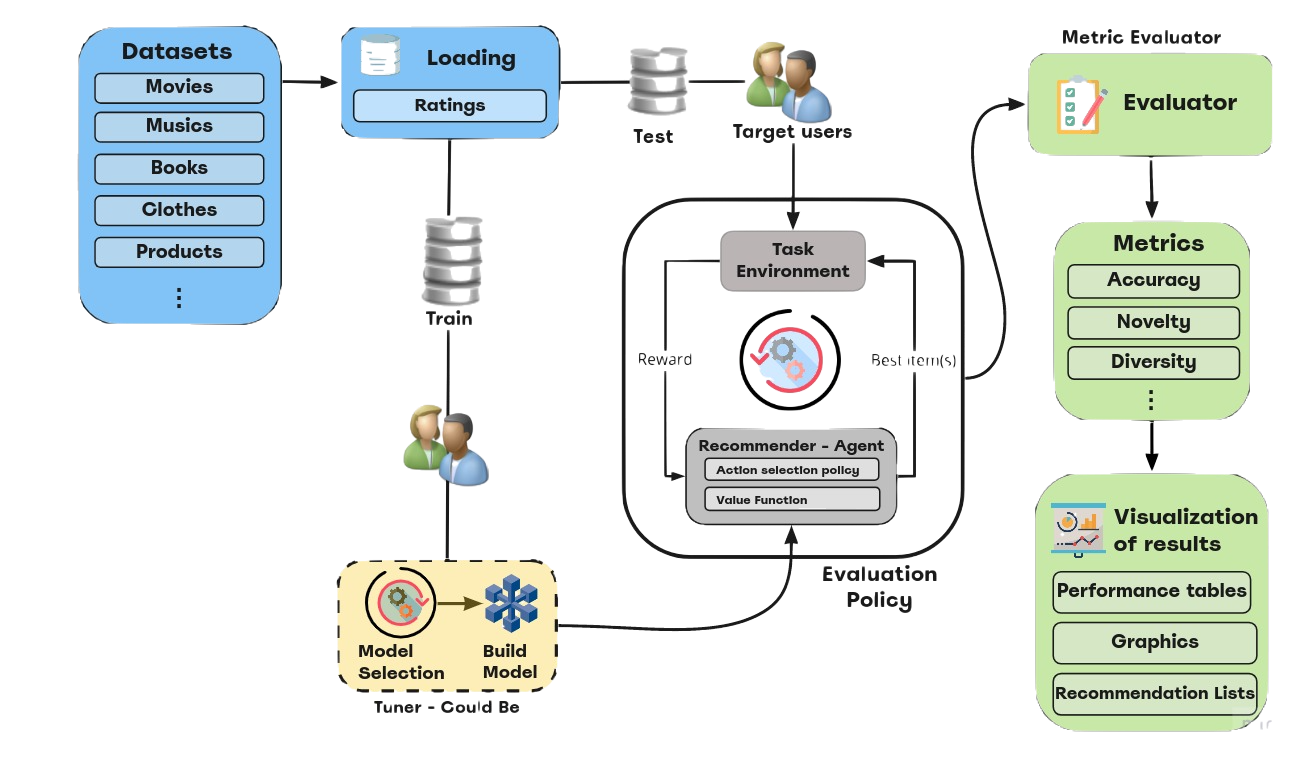 Datasets
Movies
Musics
Books
Clothes
Products
Loading
Ratings
Test
Target users
Train
Model
Selection
Build
Model
Tuner - Could Be
Task
Environment
Reward
Best item(s)
Recommender - Agent
Action selection policy
Value Function
Evaluation
Policy
Metric Evaluator
Evaluator
Metrics
Accuracy
Novelty
Diversity
Visualization
of results
Performance tables
Graphics
Recommendation Lists